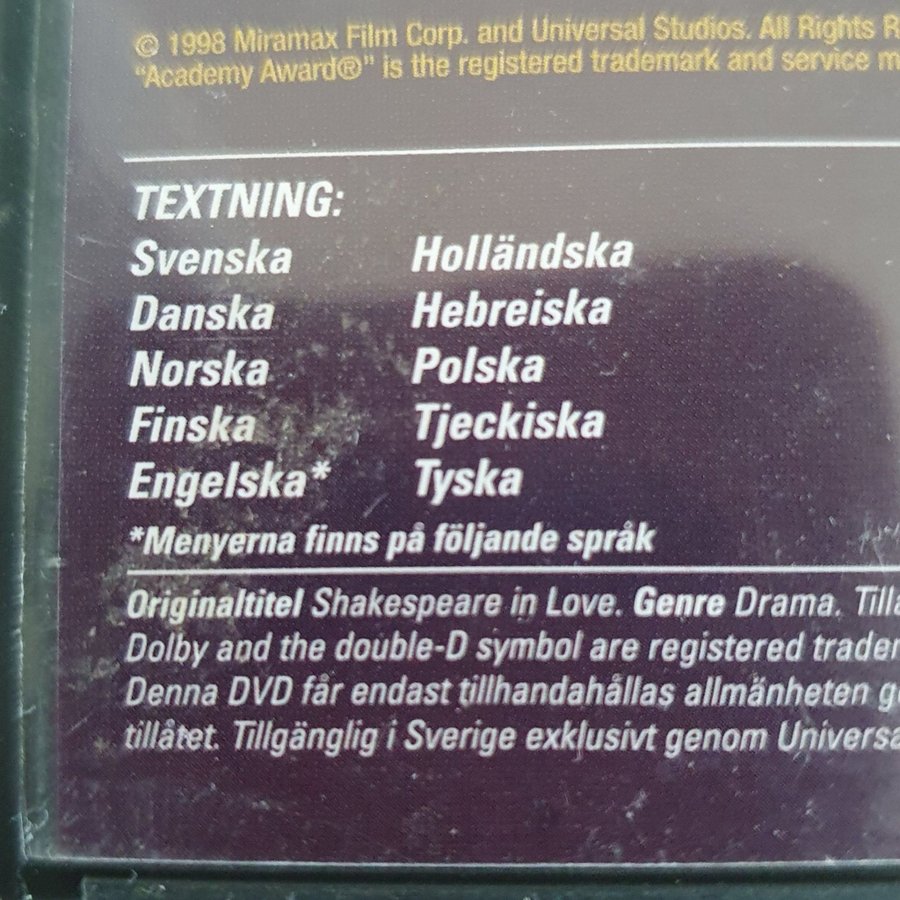 © 1998 Miramax Film Corp. and Universal Studios. All Rights
"Academy Award®" is the registered trademark and service
TEXTNING:
Svenska Holländska
Danska Hebreiska
Norska Polska
Finska Tjeckiska
Engelska* Tyska
*Menyerna finns på följande språk
Originaltitel Shakespeare in Love. Genre Drama.
Dolby and the double-D symbol are registered
Denna DVD får endast tillhandahållas allmänheten
tillåtet. Tillgänglig i Sverige exklusivt genom